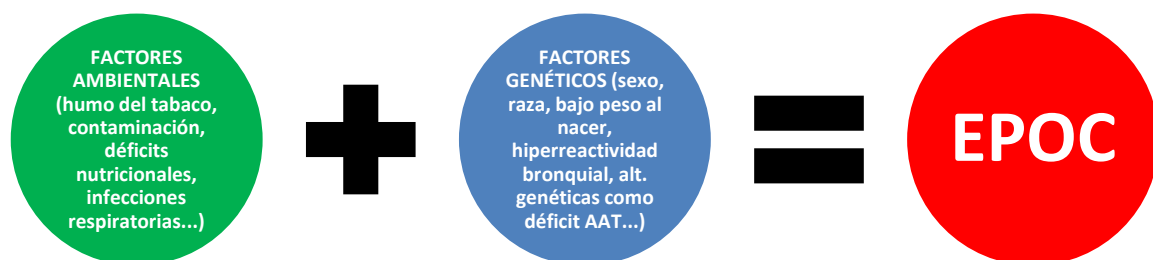 FACTORES
AMBIENTALES
(humo del tabaco,
contaminación,
déficits
nutricionales,
infecciones
respiratorias...)
FACTORES
GENÉTICOS (sexo,
raza, bajo peso al
nacer,
hiperreactividad
bronquial, alt.
genéticas como
déficit AAT...)
EPOC